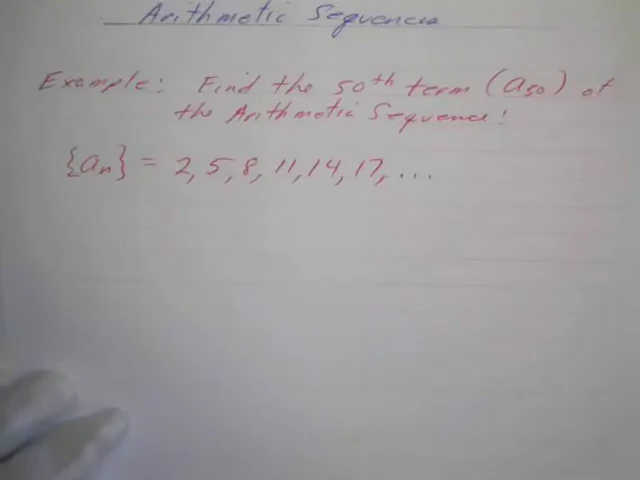 Arithmetic Sequences
Example: Find the 50th term (a50) of
the Arithmetic Sequence!
{an} = 2, 5, 8, 11, 14, 17, ...